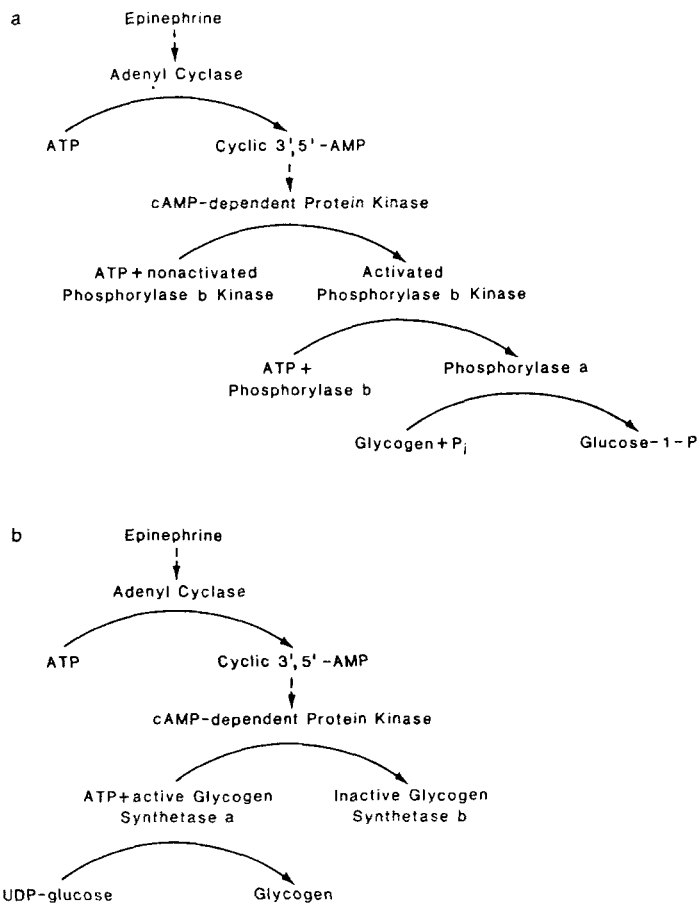 a
Epinephrine
Adenyl Cyclase
ATP
Cyclic 3',5'-AMP
cAMP-dependent Protein Kinase
ATP+nonactivated
Phosphorylase b Kinase
Activated
Phosphorylase b Kinase
ATP+
Phosphorylase b
Phosphorylase a
Glycogen+Pi
Glucose-1-P
b
Epinephrine
Adenyl Cyclase
ATP
Cyclic 3',5'-AMP
cAMP-dependent Protein Kinase
ATP+active Glycogen
Synthetase a
Inactive Glycogen
Synthetase b
UDP-glucose
Glycogen